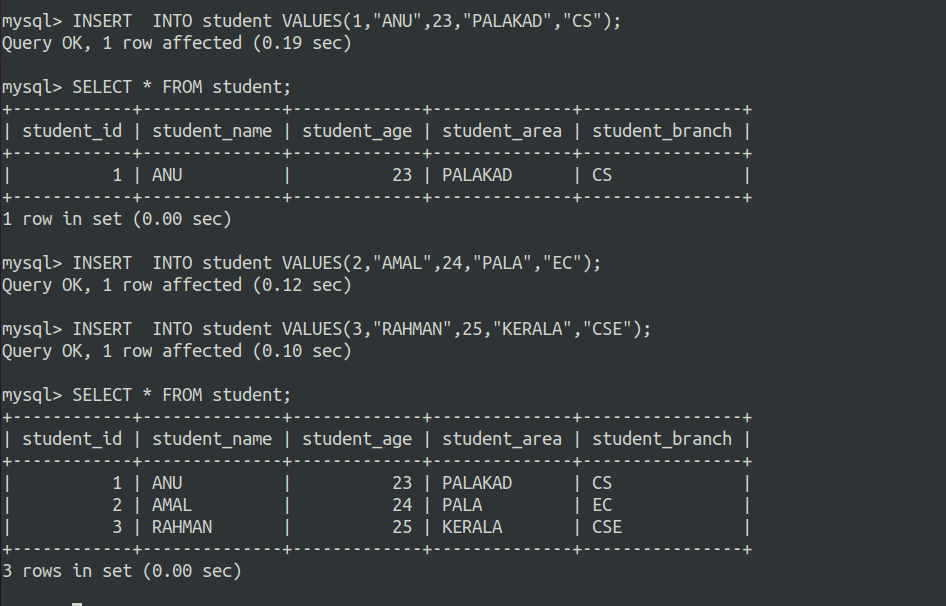 mysql> INSERT  INTO student VALUES(1,"ANU",23,"PALAKAD","CS");
Query OK, 1 row affected (0.19 sec)

mysql> SELECT * FROM student;
+------------+--------------+-------------+--------------+----------------+
| student_id | student_name | student_age | student_area | student_branch |
+------------+--------------+-------------+--------------+----------------+
|          1 | ANU          |          23 | PALAKAD      | CS             |
+------------+--------------+-------------+--------------+----------------+
1 row in set (0.00 sec)

mysql> INSERT  INTO student VALUES(2,"AMAL",24,"PALA","EC");
Query OK, 1 row affected (0.12 sec)

mysql> INSERT  INTO student VALUES(3,"RAHMAN",25,"KERALA","CSE");
Query OK, 1 row affected (0.10 sec)

mysql> SELECT * FROM student;
+------------+--------------+-------------+--------------+----------------+
| student_id | student_name | student_age | student_area | student_branch |
+------------+--------------+-------------+--------------+----------------+
|          1 | ANU          |          23 | PALAKAD      | CS             |
|          2 | AMAL         |          24 | PALA         | EC             |
|          3 | RAHMAN       |          25 | KERALA       | CSE            |
+------------+--------------+-------------+--------------+----------------+
3 rows in set (0.00 sec)